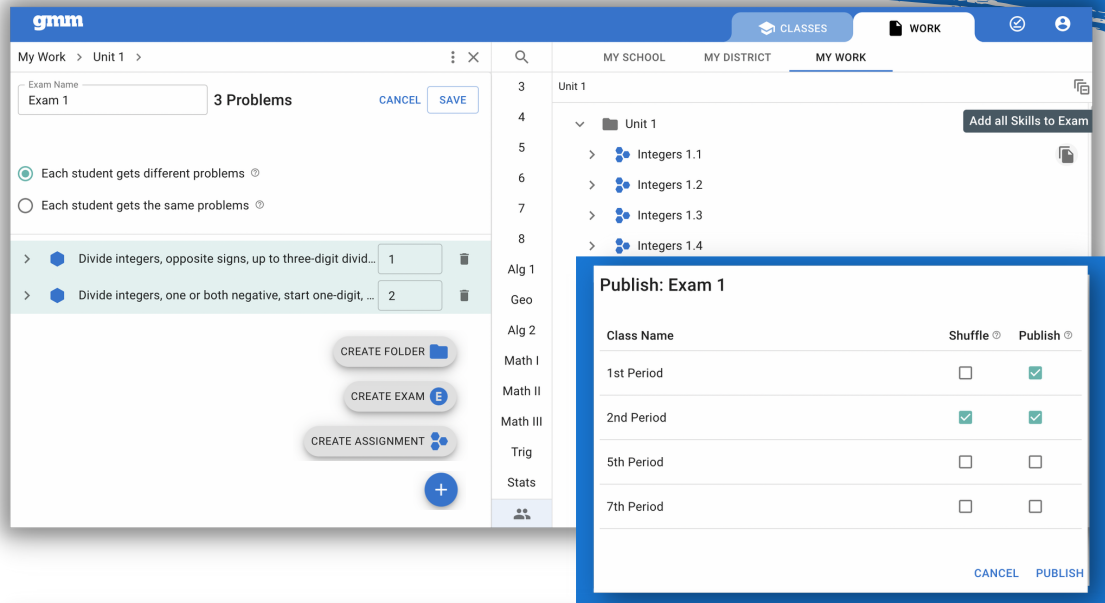 gmm
CLASSES
WORK
My Work > Unit 1 >
MY SCHOOL
MY DISTRICT
MY WORK
Exam Name
Exam 1
3 Problems
CANCEL
SAVE
Each student gets different problems
Each student gets the same problems
Divide integers, opposite signs, up to three-digit divid... 1
Divide integers, one or both negative, start one-digit, ... 2
CREATE FOLDER
CREATE EXAM E
CREATE ASSIGNMENT
+
3
4
5
6
7
8
Alg 1
Geo
Alg 2
Math I
Math II
Math III
Trig
Stats
Unit 1
Add all Skills to Exam
Unit 1
Integers 1.1
Integers 1.2
Integers 1.3
Integers 1.4
Publish: Exam 1
Class Name Shuffle Publish
1st Period
2nd Period
5th Period
7th Period
CANCEL PUBLISH